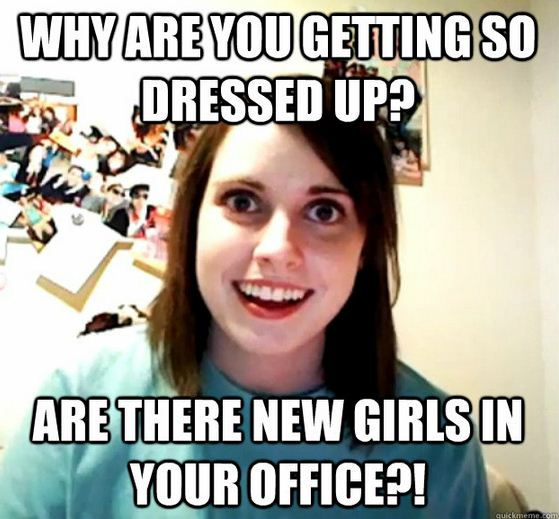 WHY ARE YOU GETTING SO
DRESSED UP?
ARE THERE NEW GIRLS IN
YOUR OFFICE?!
quickmeme.com